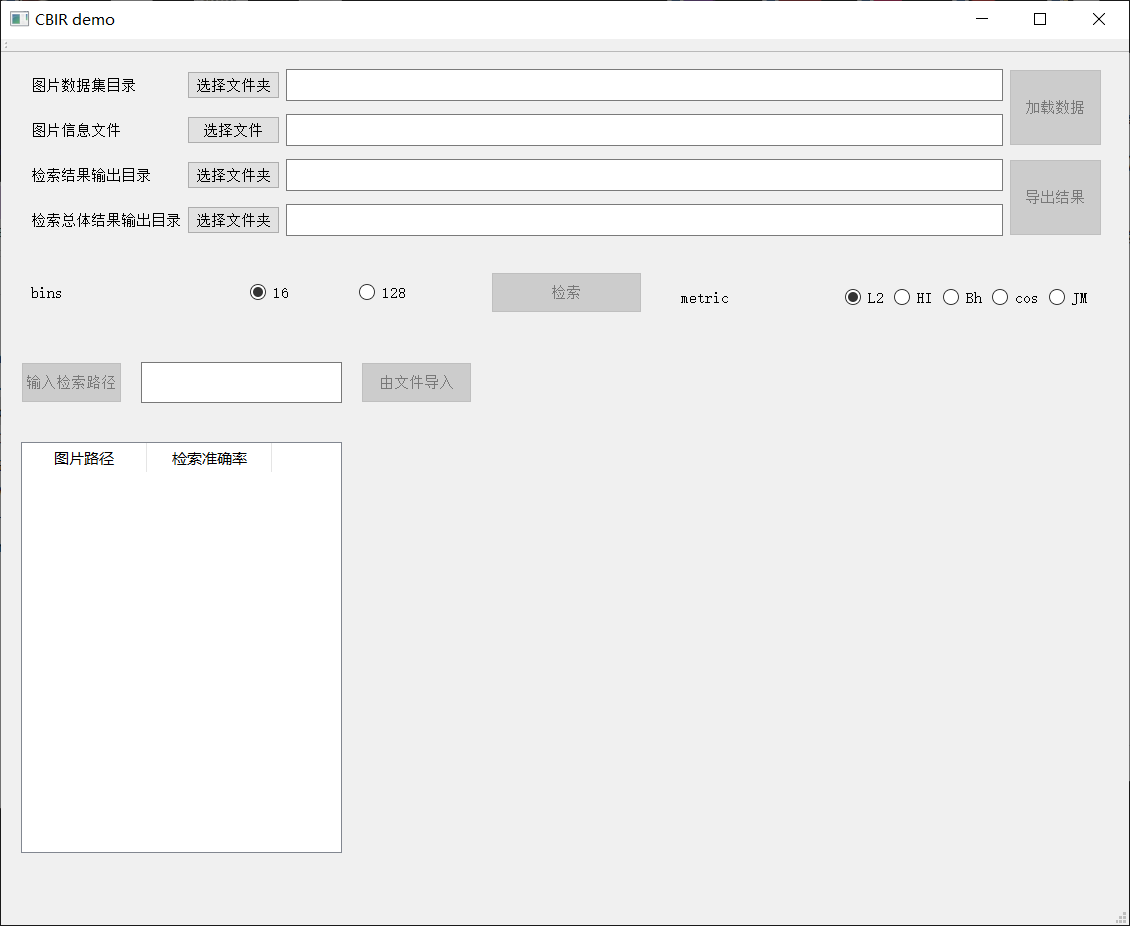 CBIR demo
图片数据集目录 选择文件夹 加载数据
图片信息文件 选择文件
检索结果输出目录 选择文件夹 导出结果
检索总体结果输出目录 选择文件夹
bins 16 128 检索 metric L2 HI Bh cos JM
输入检索路径 由文件导入
图片路径 检索准确率